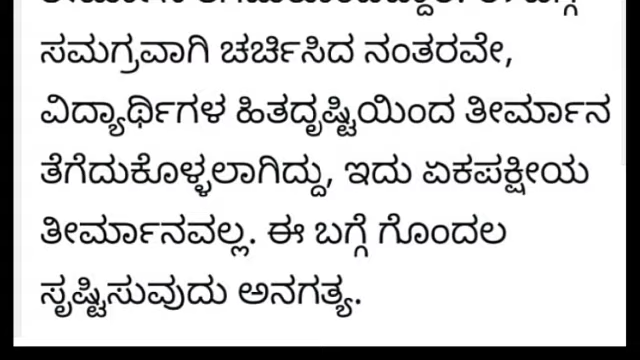 ಸಮಗ್ರವಾಗಿ ಚರ್ಚಿಸಿದ ನಂತರವೇ,
ವಿದ್ಯಾರ್ಥಿಗಳ ಹಿತದೃಷ್ಟಿಯಿಂದ ತೀರ್ಮಾನ
ತೆಗೆದುಕೊಳ್ಳಲಾಗಿದ್ದು, ಇದು ಏಕಪಕ್ಷೀಯ
ತೀರ್ಮಾನವಲ್ಲ. ಈ ಬಗ್ಗೆ ಗೊಂದಲ
ಸೃಷ್ಟಿಸುವುದು ಅನಗತ್ಯ.